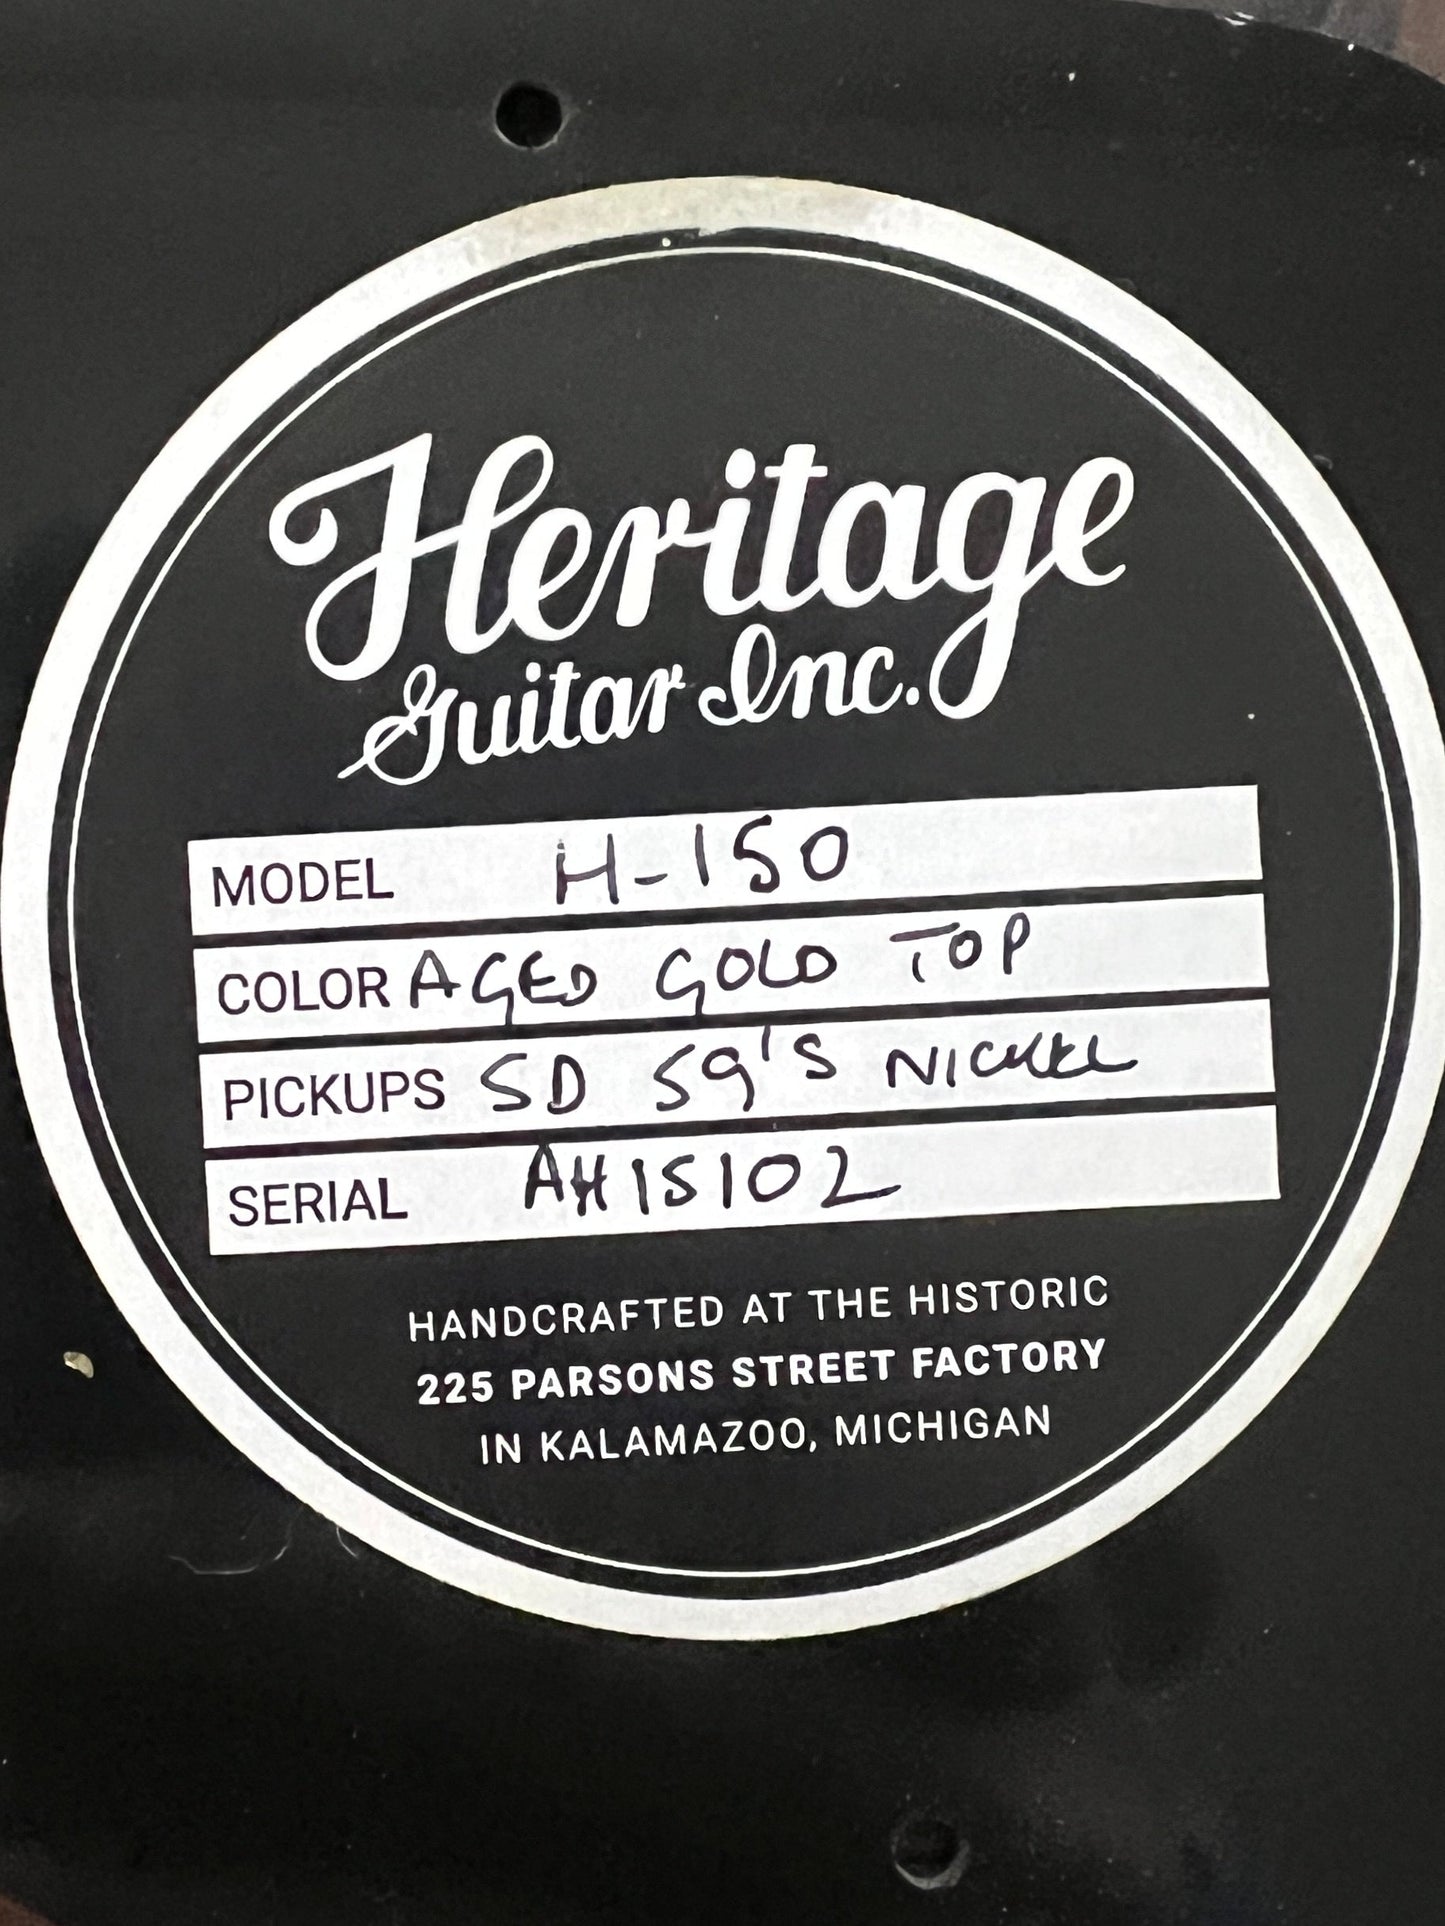 Heritage
Guitar Inc.
MODEL H-150
COLOR AGED GOLD TOP
PICKUPS SD 59's NICKEL
SERIAL AH15102
HANDCRAFTED AT THE HISTORIC
225 PARSONS STREET FACTORY
IN KALAMAZOO, MICHIGAN